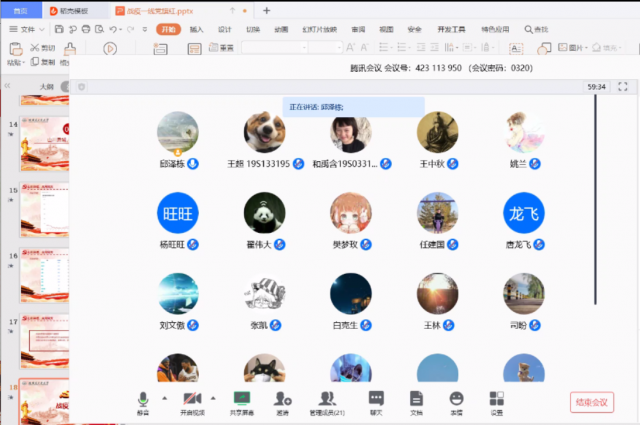 首页
稻壳模板
战疫一线党旗红.pptx
文件
开始
插入
设计
切换
动画
幻灯片放映
审阅
视图
安全
开发工具
特色应用
查找
粘贴
剪切
复制
重置
图片
腾讯会议 会议号：423 113 950 （会议密码：0320）
大纲
59:34
正在讲话: 邱泽栋;
邱泽栋
王超 19S133195
和禹含19S0331...
王中秋
姚兰
旺旺
龙飞
杨旺旺
翟伟大
樊梦玫
任建国
唐龙飞
刘文傲
张凯
白亮生
王林
司盼
14
15
16
17
18
静音
开启视频
共享屏幕
邀请
管理成员(21)
聊天
文档
表情
设置
结束会议